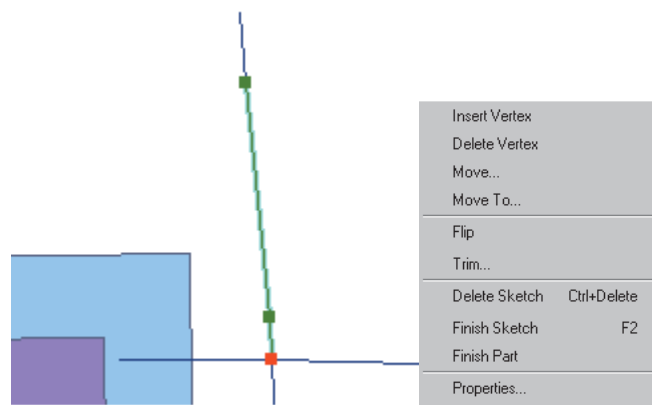 Insert Vertex
Delete Vertex
Move...
Move To...
Flip
Trim...
Delete Sketch Ctrl+Delete
Finish Sketch F2
Finish Part
Properties...